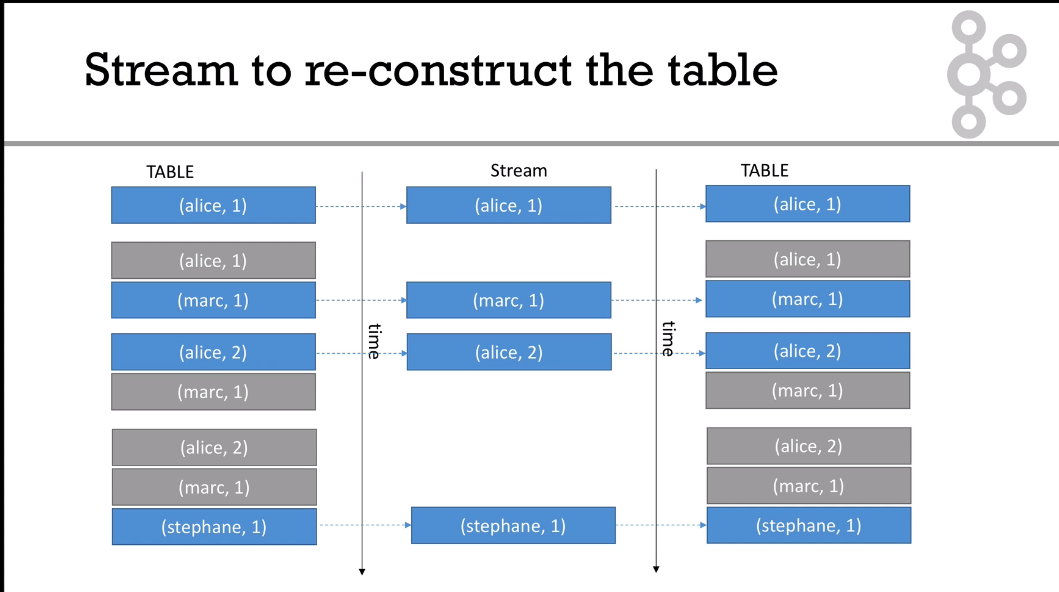 Stream to re-construct the table
TABLE
Stream
TABLE
(alice, 1)
(alice, 1)
(alice, 1)
(alice, 1)
(alice, 1)
(marc, 1)
(marc, 1)
(marc, 1)
time
time
(alice, 2)
(alice, 2)
(alice, 2)
(marc, 1)
(marc, 1)
(alice, 2)
(alice, 2)
(marc, 1)
(marc, 1)
(stephane, 1)
(stephane, 1)
(stephane, 1)